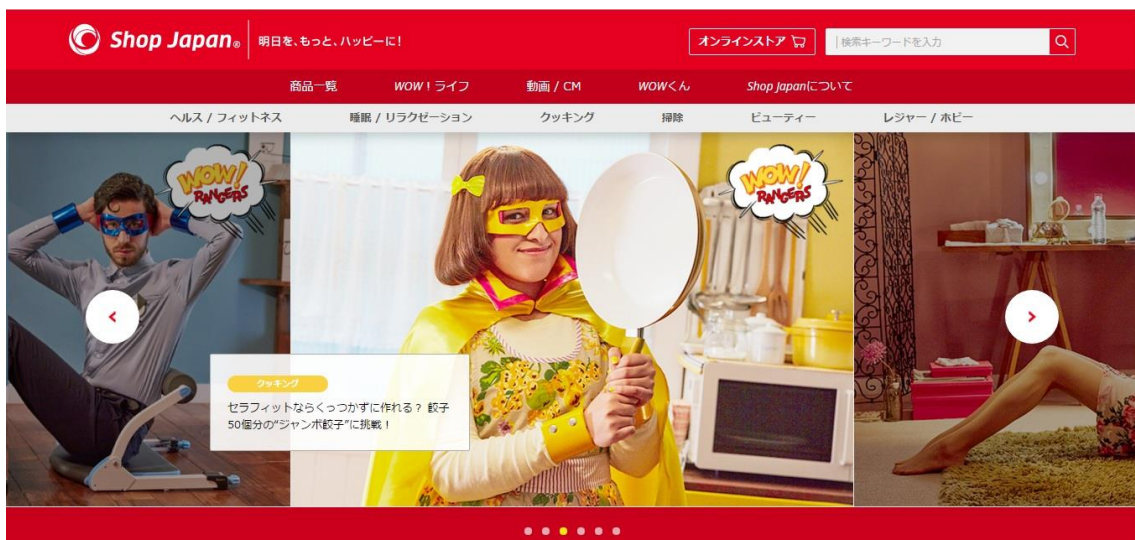 Shop Japan® 明日を、もっと、ハッピーに!
オンラインストア
検索キーワードを入力
商品一覧 WOW!ライフ 動画 / CM WOWくん Shop Japanについて
ヘルス / フィットネス 睡眠 / リラクゼーション クッキング 掃除 ビューティー レジャー / ホビー
WOW!
RANGERS
WOW!
RANGERS
クッキング
セラフィットならくっつかずに作れる? 餃子
50個分の“ジャンボ餃子”に挑戦!